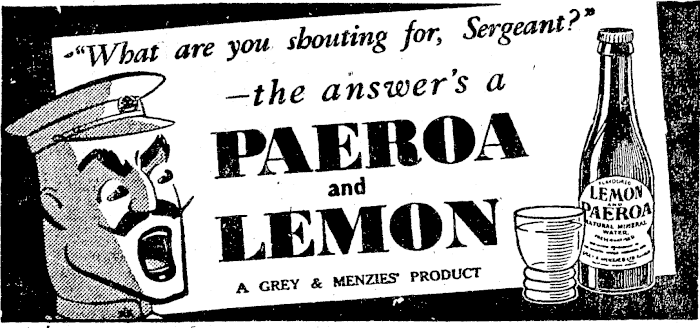 -"What are you shouting for, Sergeant?"
—the answer's a
PAEROA
and
LEMON
A GREY & MENZIES' PRODUCT
LEMON
AND
PAEROA
NATURAL MINERAL
WATER